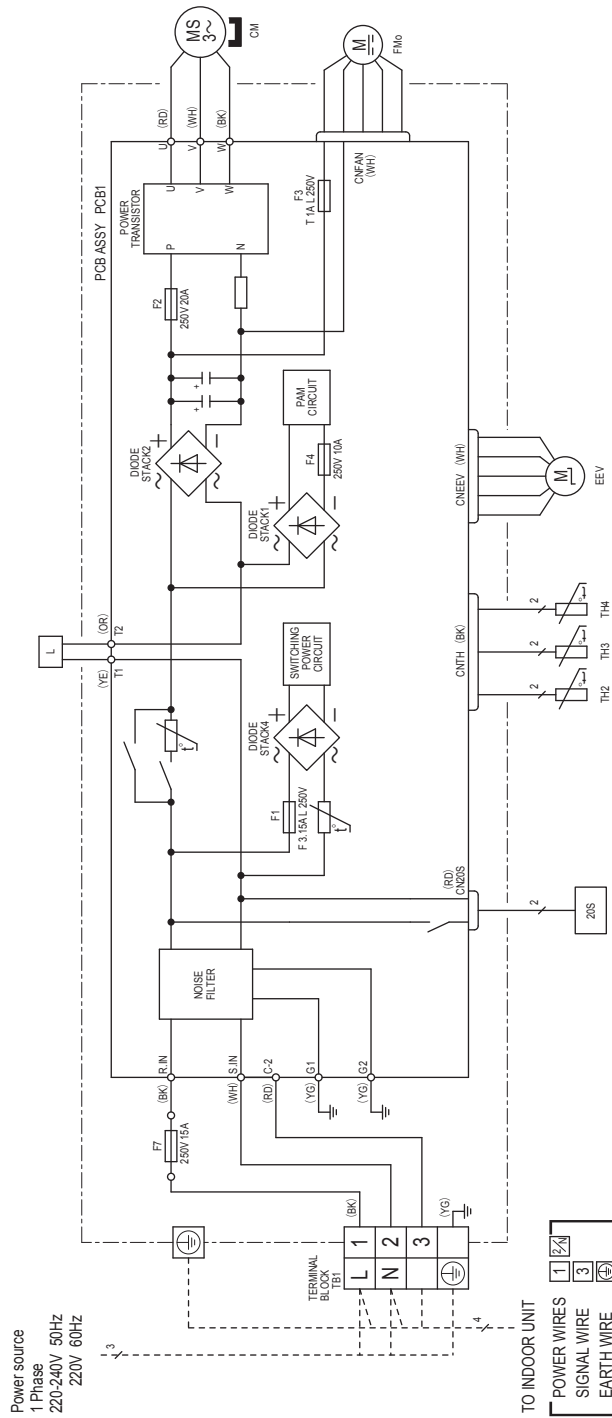 Power source
1 Phase
220-240V 50Hz
220V 60Hz
3
TERMINAL
BLOCK
TB1
L 1
N 2
3
(BK)
(YG)
TO INDOOR UNIT
4
POWER WIRES 1 2/N
SIGNAL WIRE 3
EARTH WIRE
F7
250V 15A
(BK) R.IN
(WH) S.IN
(RD) C-2
(YG) G1
(YG) G2
NOISE
FILTER
PCB ASSY PCB1
t°
L
(YE)
T1
(OR)
T2
F1
F 3.15A L 250V
t°
DIODE
STACK4
+
-
~
~
SWITCHING
POWER
CIRCUIT
DIODE
STACK1
+
-
~
~
F4
250V 10A
PAM
CIRCUIT
DIODE
STACK2
+
-
~
~
+
+
F2
250V 20A
POWER
TRANSISTOR
P
N
U
V
W
U (RD)
V (WH)
W (BK)
MS
3~
CM
F3
T 1A L 250V
CNFAN
(WH)
M
FMo
(RD)
CN20S
2
20S
CNTH (BK)
2
2
2
t°
t°
t°
TH2
TH3
TH4
CNEEV (WH)
M
EEV